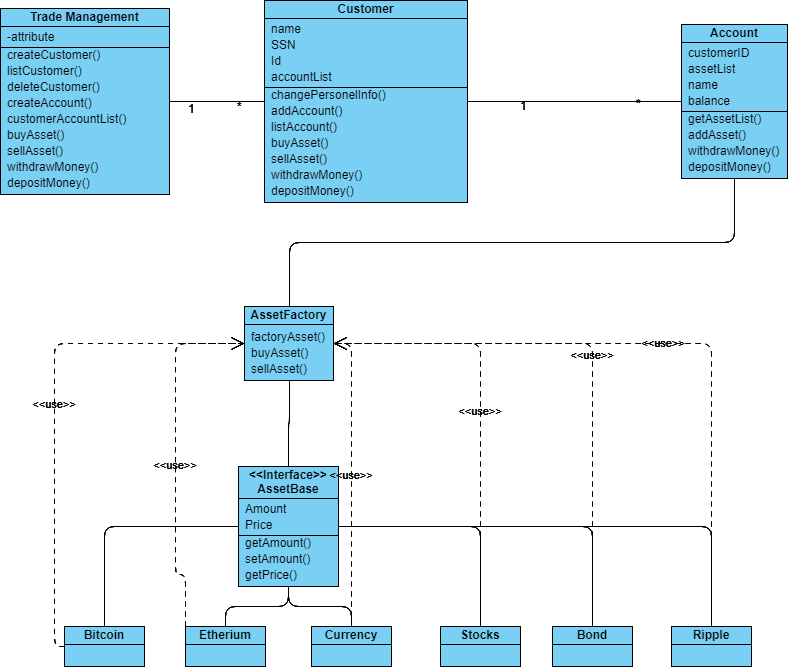 Trade Management
-attribute
createCustomer()
listCustomer()
deleteCustomer()
createAccount()
customerAccountList()
buyAsset()
sellAsset()
withdrawMoney()
depositMoney()
1
*
Customer
name
SSN
Id
accountList
changePersonelInfo()
addAccount()
listAccount()
buyAsset()
sellAsset()
withdrawMoney()
depositMoney()
1
*
Account
customerID
assetList
name
balance
getAssetList()
addAsset()
withdrawMoney()
depositMoney()
AssetFactory
factoryAsset()
buyAsset()
sellAsset()
<<use>>
<<use>>
<<use>>
<<use>>
<<use>>
<<use>>
<<Interface>>
AssetBase
Amount
Price
getAmount()
setAmount()
getPrice()
Bitcoin
Etherium
Currency
Stocks
Bond
Ripple